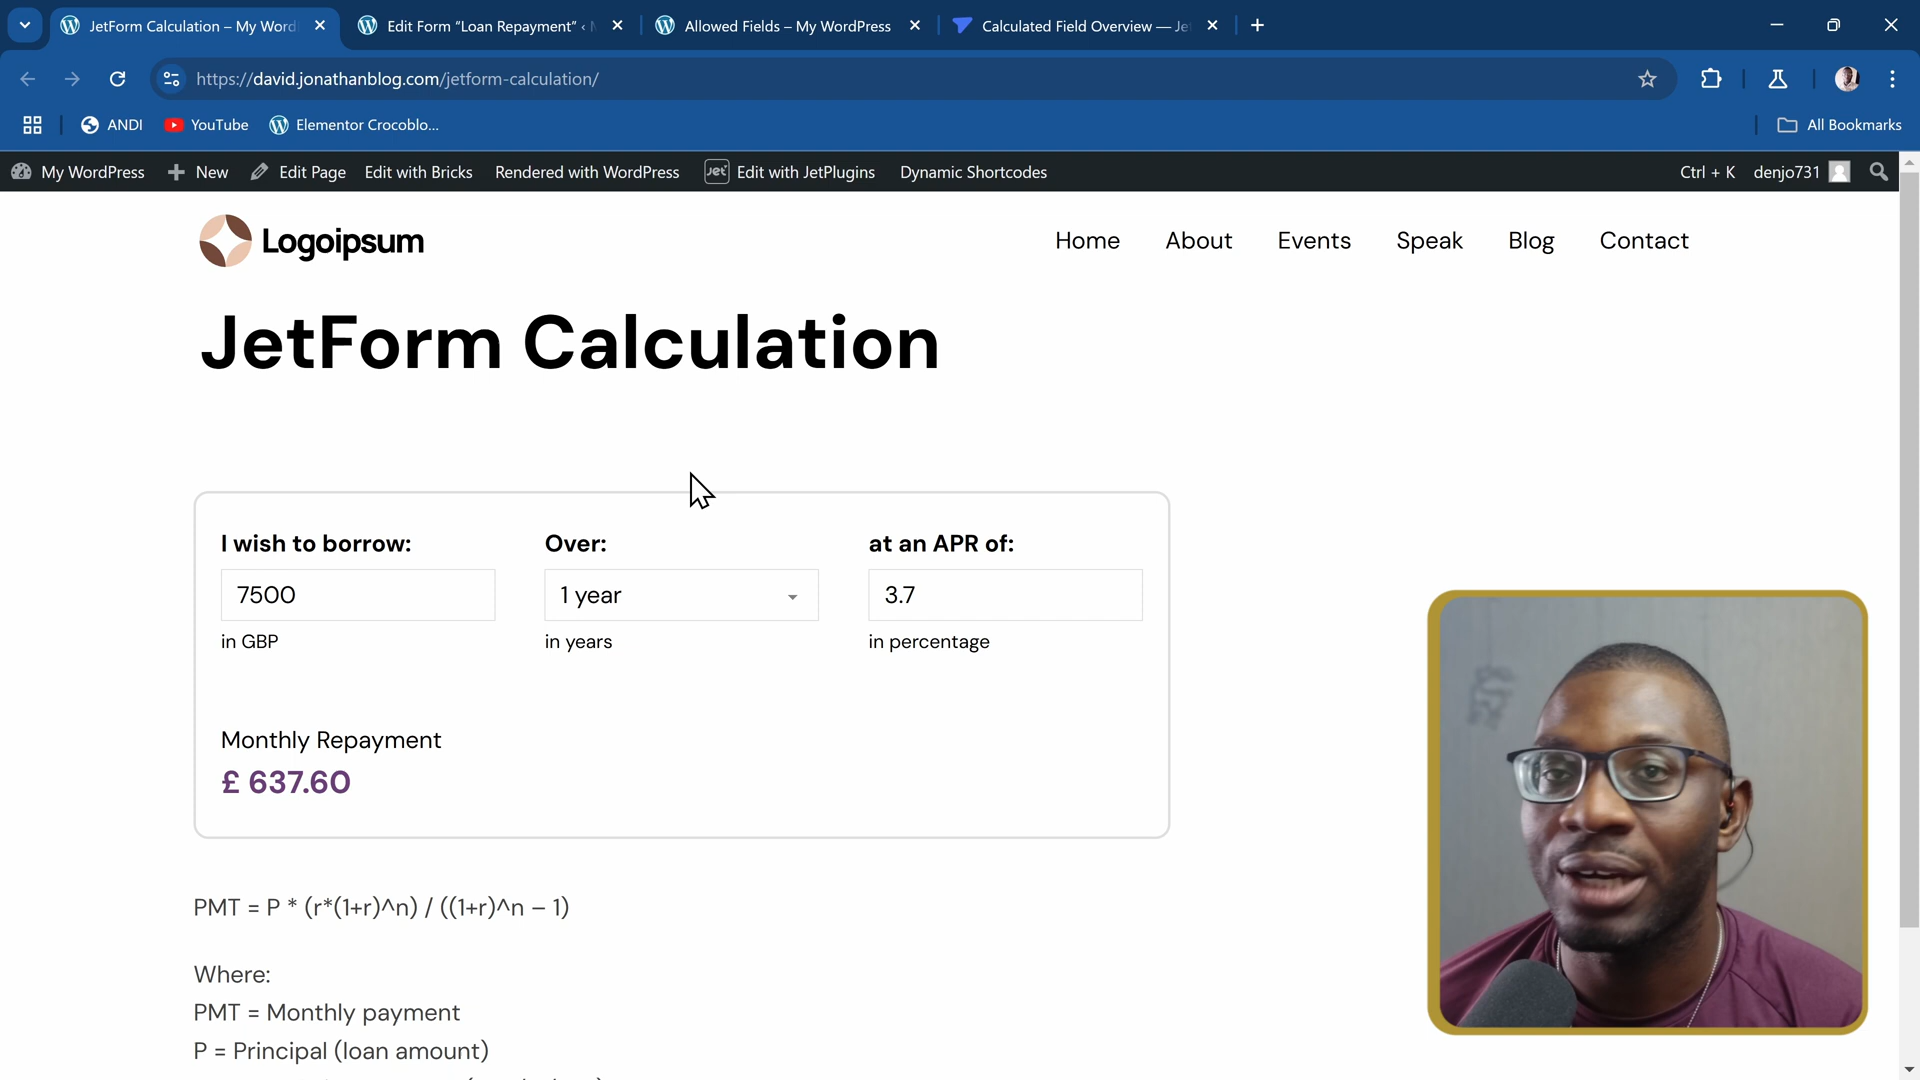 JetForm Calculation – My Word
Edit Form “Loan Repayment” ‹
Allowed Fields – My WordPress
Calculated Field Overview — Je
https://david.jonathanblog.com/jetform-calculation/
ANDI
YouTube
Elementor Crocoblo...
All Bookmarks
My WordPress
New
Edit Page
Edit with Bricks
Rendered with WordPress
Jet
Edit with JetPlugins
Dynamic Shortcodes
Ctrl + K
denjo731
Logoipsum
Home
About
Events
Speak
Blog
Contact
JetForm Calculation
I wish to borrow:
Over:
at an APR of:
7500
1 year
3.7
in GBP
in years
in percentage
Monthly Repayment
£ 637.60
PMT = P * (r*(1+r)^n) / ((1+r)^n – 1)
Where:
PMT = Monthly payment
P = Principal (loan amount)